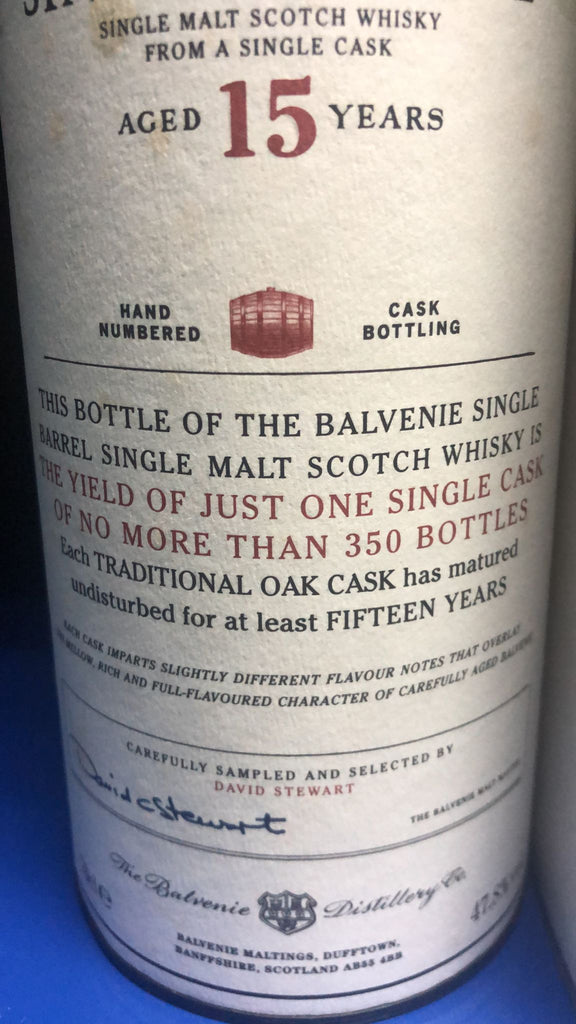 SINGLE MALT SCOTCH WHISKY
FROM A SINGLE CASK
AGED 15 YEARS
HAND
NUMBERED
CASK
BOTTLING
THIS BOTTLE OF THE BALVENIE SINGLE
BARREL SINGLE MALT SCOTCH WHISKY IS
THE YIELD OF JUST ONE SINGLE CASK
OF NO MORE THAN 350 BOTTLES
Each TRADITIONAL OAK CASK has matured
undisturbed for at least FIFTEEN YEARS
EACH CASK IMPARTS SLIGHTLY DIFFERENT FLAVOUR NOTES THAT OVERLAY
THE MELLOW, RICH AND FULL-FLAVOURED CHARACTER OF CAREFULLY AGED BALVENIE
CAREFULLY SAMPLED AND SELECTED BY
DAVID STEWART
David C Stewart
THE BALVENIE MALT MASTER
The Balvenie Distillery Co.
47.8%
BALVENIE MALTINGS, DUFFTOWN,
BANFFSHIRE, SCOTLAND AB55 4BB